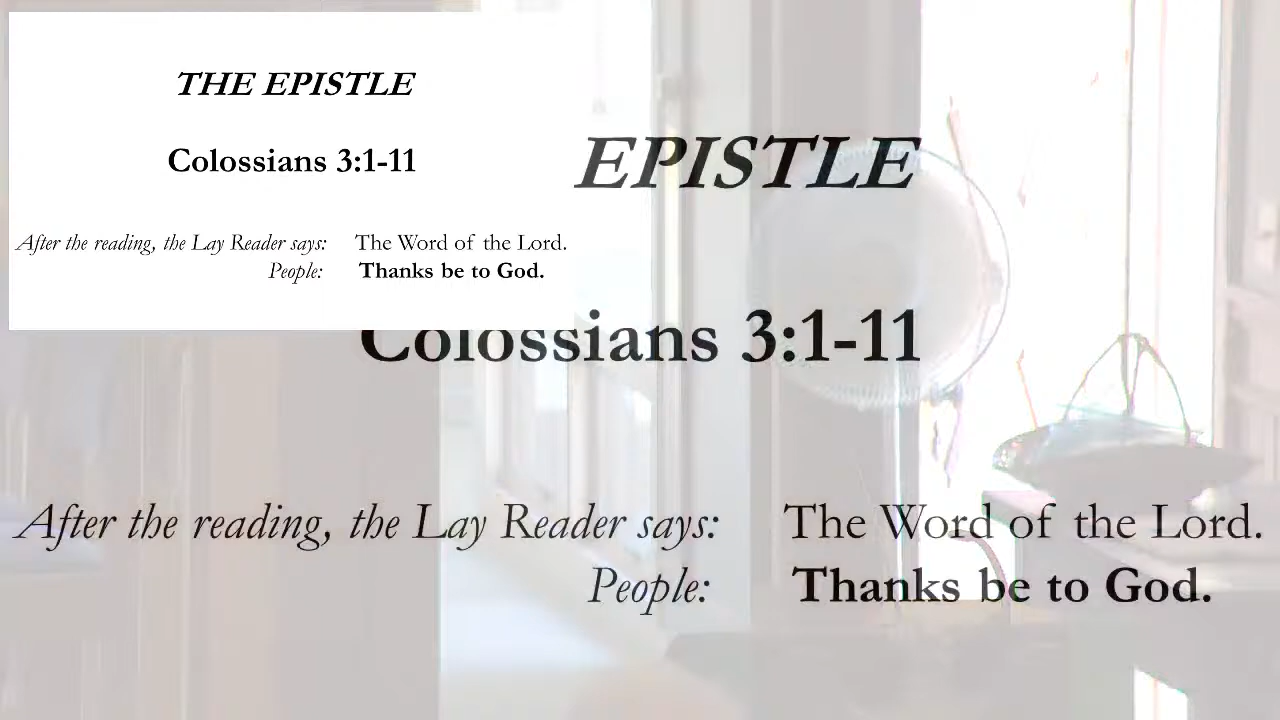 THE EPISTLE
Colossians 3:1-11
After the reading, the Lay Reader says: The Word of the Lord.
People: Thanks be to God.
EPISTLE
Colossians 3:1-11
After the reading, the Lay Reader says: The Word of the Lord.
People: Thanks be to God.